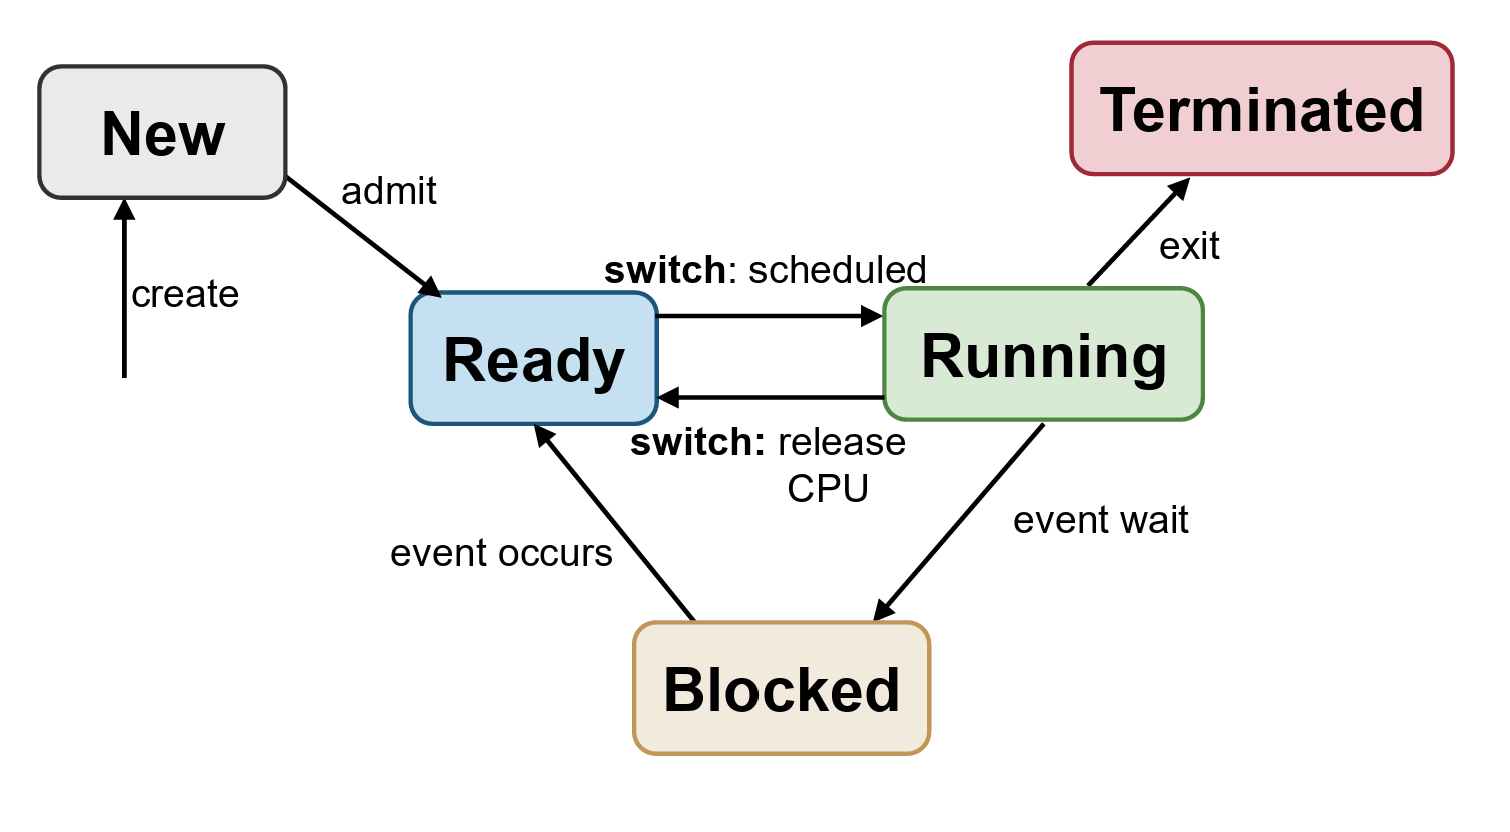 New
Terminated
admit
exit
create
switch: scheduled
Ready
Running
switch: release
CPU
event wait
event occurs
Blocked